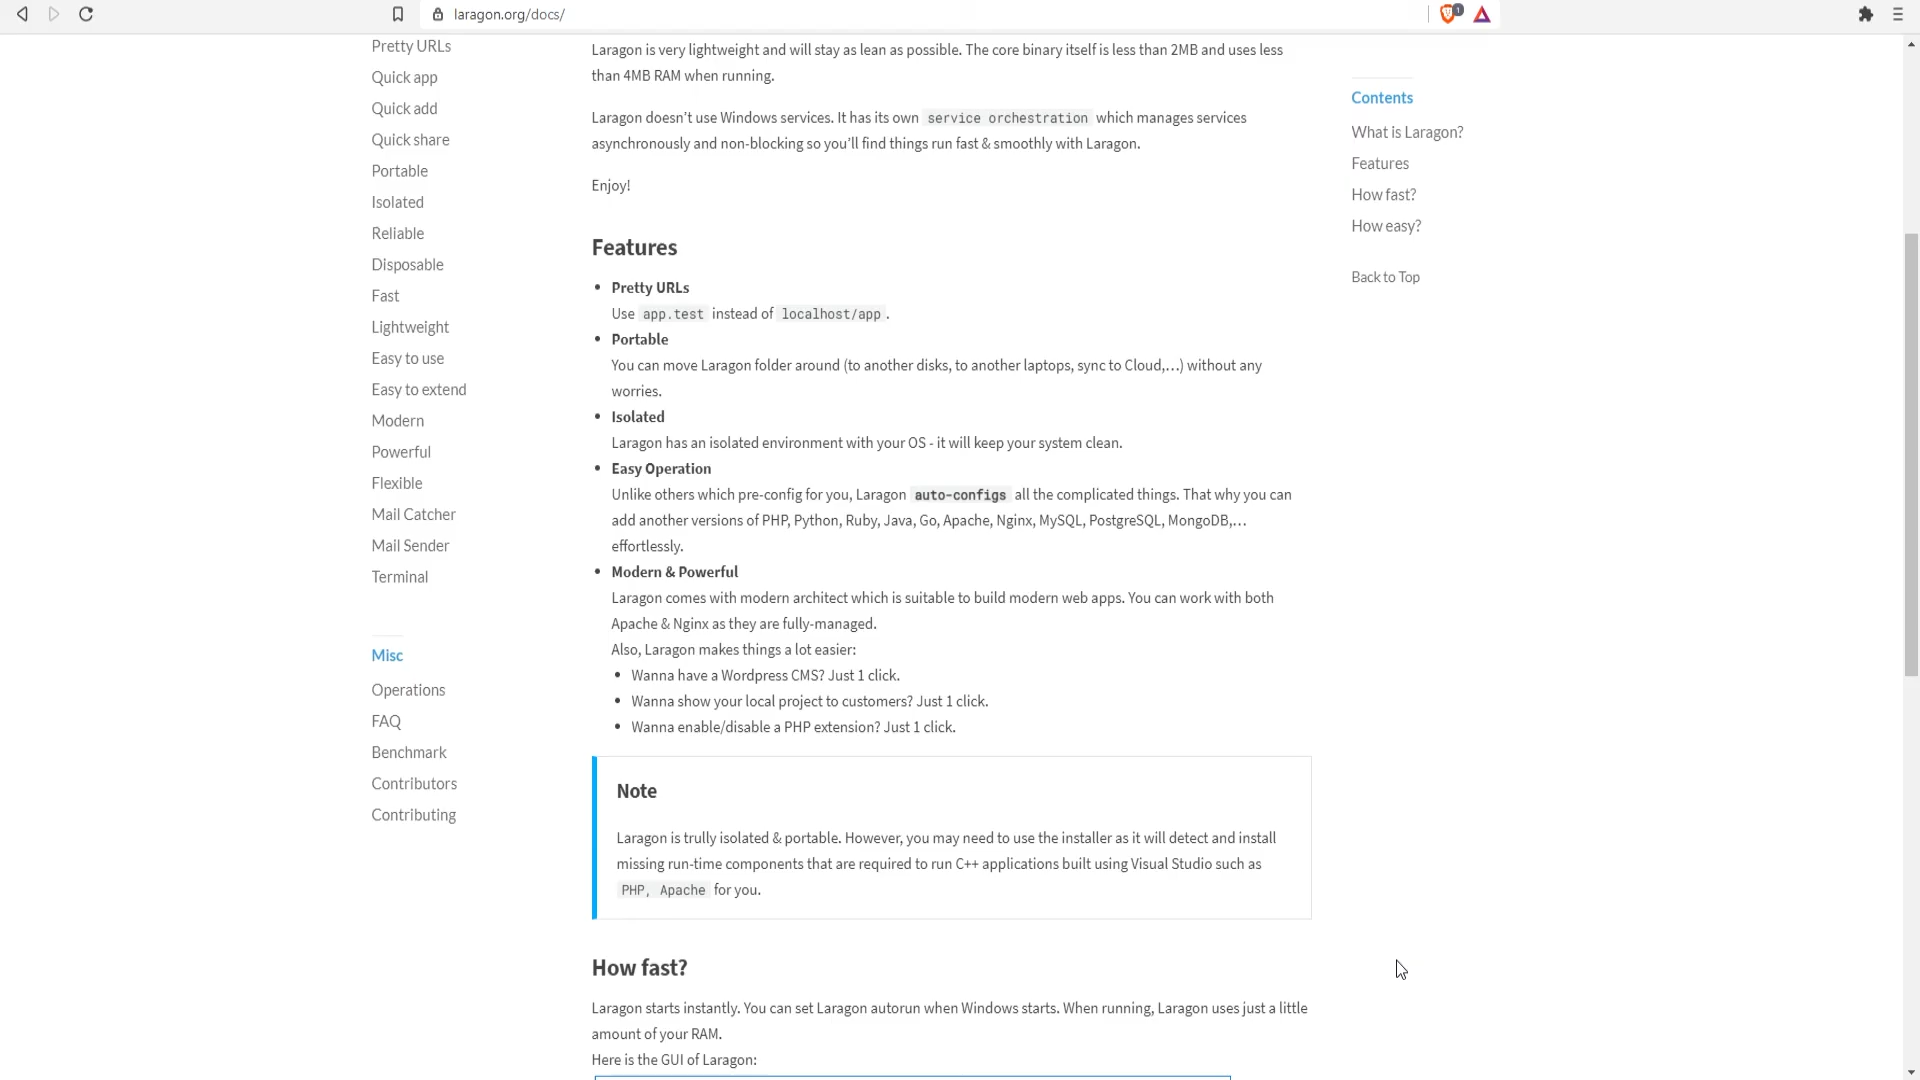 laragon.org/docs/
1
Pretty URLs
Quick app
Quick add
Quick share
Portable
Isolated
Reliable
Disposable
Fast
Lightweight
Easy to use
Easy to extend
Modern
Powerful
Flexible
Mail Catcher
Mail Sender
Terminal
Misc
Operations
FAQ
Benchmark
Contributors
Contributing
Laragon is very lightweight and will stay as lean as possible. The core binary itself is less than 2MB and uses less
than 4MB RAM when running.
Laragon doesn't use Windows services. It has its own service orchestration which manages services
asynchronously and non-blocking so you'll find things run fast & smoothly with Laragon.
Enjoy!
Features
• Pretty URLs
Use app.test instead of localhost/app .
• Portable
You can move Laragon folder around (to another disks, to another laptops, sync to Cloud,...) without any
worries.
• Isolated
Laragon has an isolated environment with your OS - it will keep your system clean.
• Easy Operation
Unlike others which pre-config for you, Laragon auto-configs all the complicated things. That why you can
add another versions of PHP, Python, Ruby, Java, Go, Apache, Nginx, MySQL, PostgreSQL, MongoDB,...
effortlessly.
• Modern & Powerful
Laragon comes with modern architect which is suitable to build modern web apps. You can work with both
Apache & Nginx as they are fully-managed.
Also, Laragon makes things a lot easier:
• Wanna have a Wordpress CMS? Just 1 click.
• Wanna show your local project to customers? Just 1 click.
• Wanna enable/disable a PHP extension? Just 1 click.
Note
Laragon is trully isolated & portable. However, you may need to use the installer as it will detect and install
missing run-time components that are required to run C++ applications built using Visual Studio such as
PHP, Apache for you.
How fast?
Laragon starts instantly. You can set Laragon autorun when Windows starts. When running, Laragon uses just a little
amount of your RAM.
Here is the GUI of Laragon:
Contents
What is Laragon?
Features
How fast?
How easy?
Back to Top